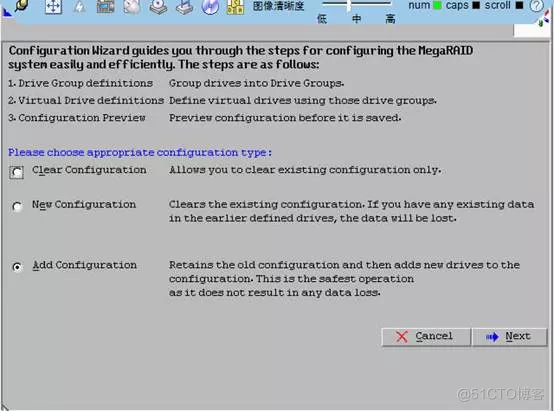 图像清晰度
低 中 高
num caps scroll
Configuration Wizard guides you through the steps for configuring the MegaRAID
system easily and efficiently. The steps are as follows:
1. Drive Group definitions Group drives into Drive Groups.
2. Virtual Drive definitions Define virtual drives using those drive groups.
3. Configuration Preview Preview configuration before it is saved.
Please choose appropriate configuration type:
Clear Configuration Allows you to clear existing configuration only.
New Configuration Clears the existing configuration. If you have any existing data
in the earlier defined drives, the data will be lost.
Add Configuration Retains the old configuration and then adds new drives to the
configuration. This is the safest operation
as it does not result in any data loss.
Cancel Next
@51CTO博客